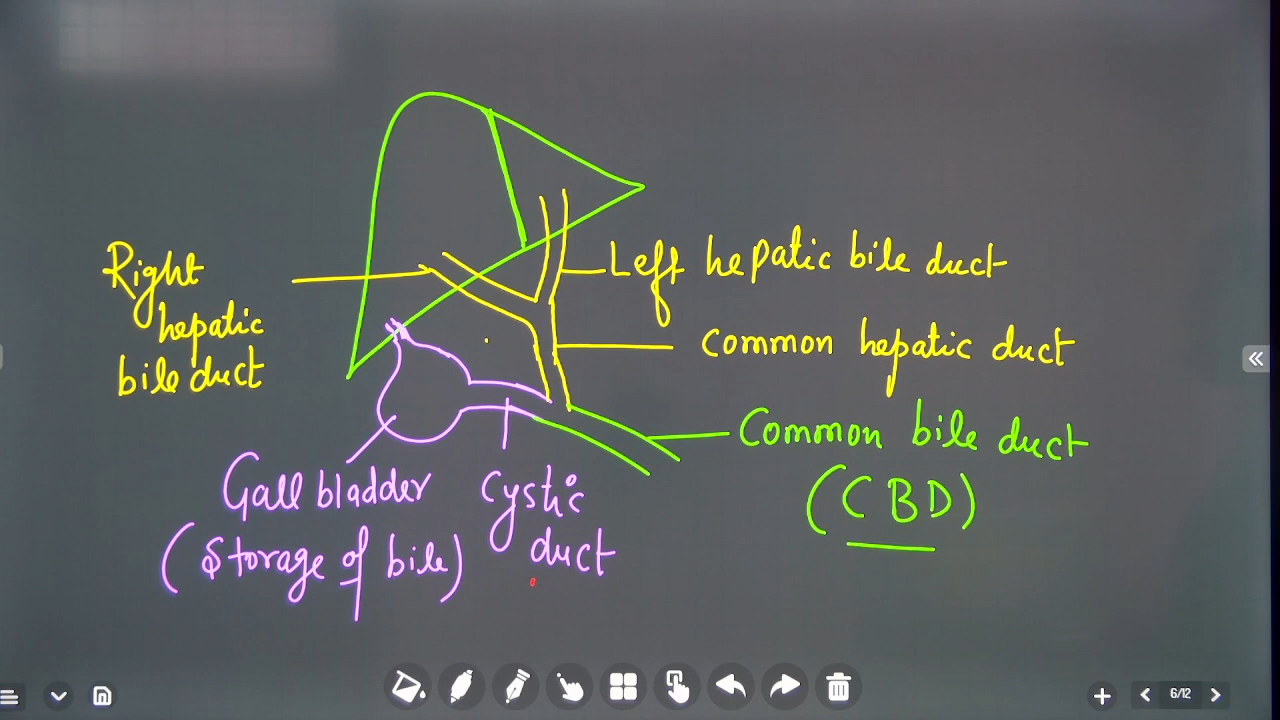 Right
hepatic
bile duct
Left hepatic bile duct
Common hepatic duct
Common bile duct
(CBD)
Gall bladder
(Storage of bile)
Cystic
duct
6/12